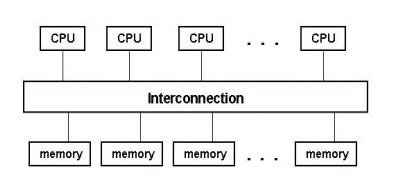 CPU CPU CPU . . . CPU
Interconnection
memory memory memory . . . memory